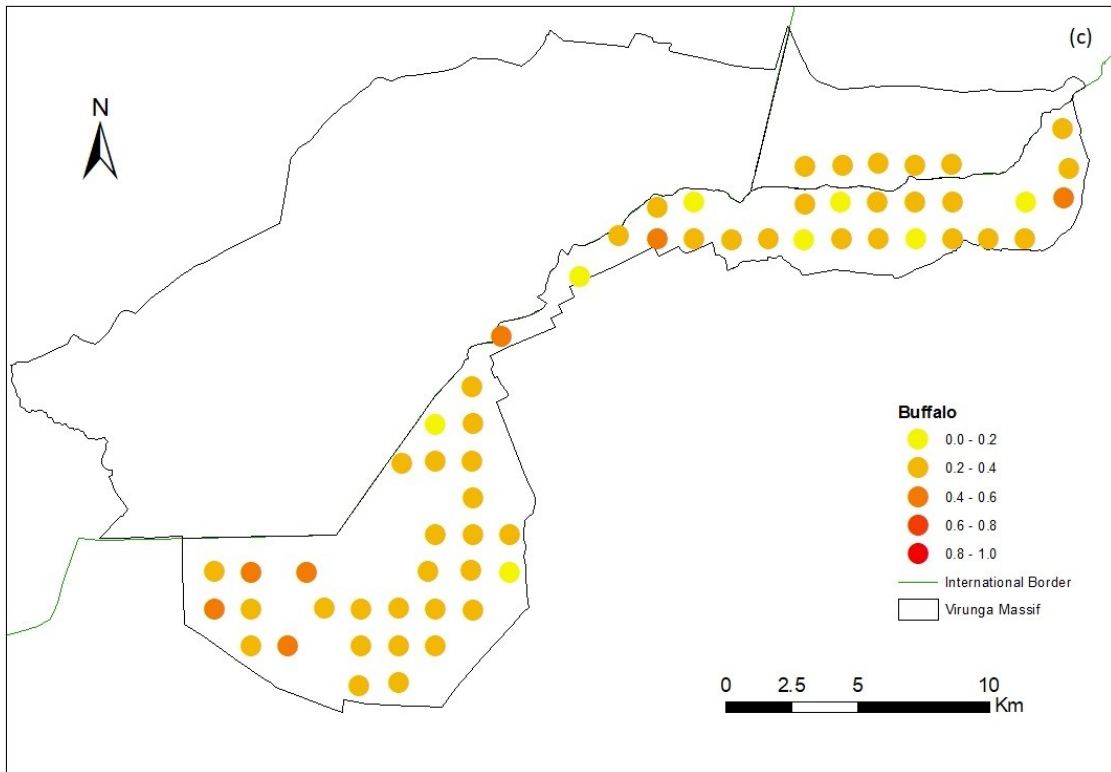 (c)
N
Buffalo
0.0 - 0.2
0.2 - 0.4
0.4 - 0.6
0.6 - 0.8
0.8 - 1.0
International Border
Virunga Massif
0 2.5 5 10
Km